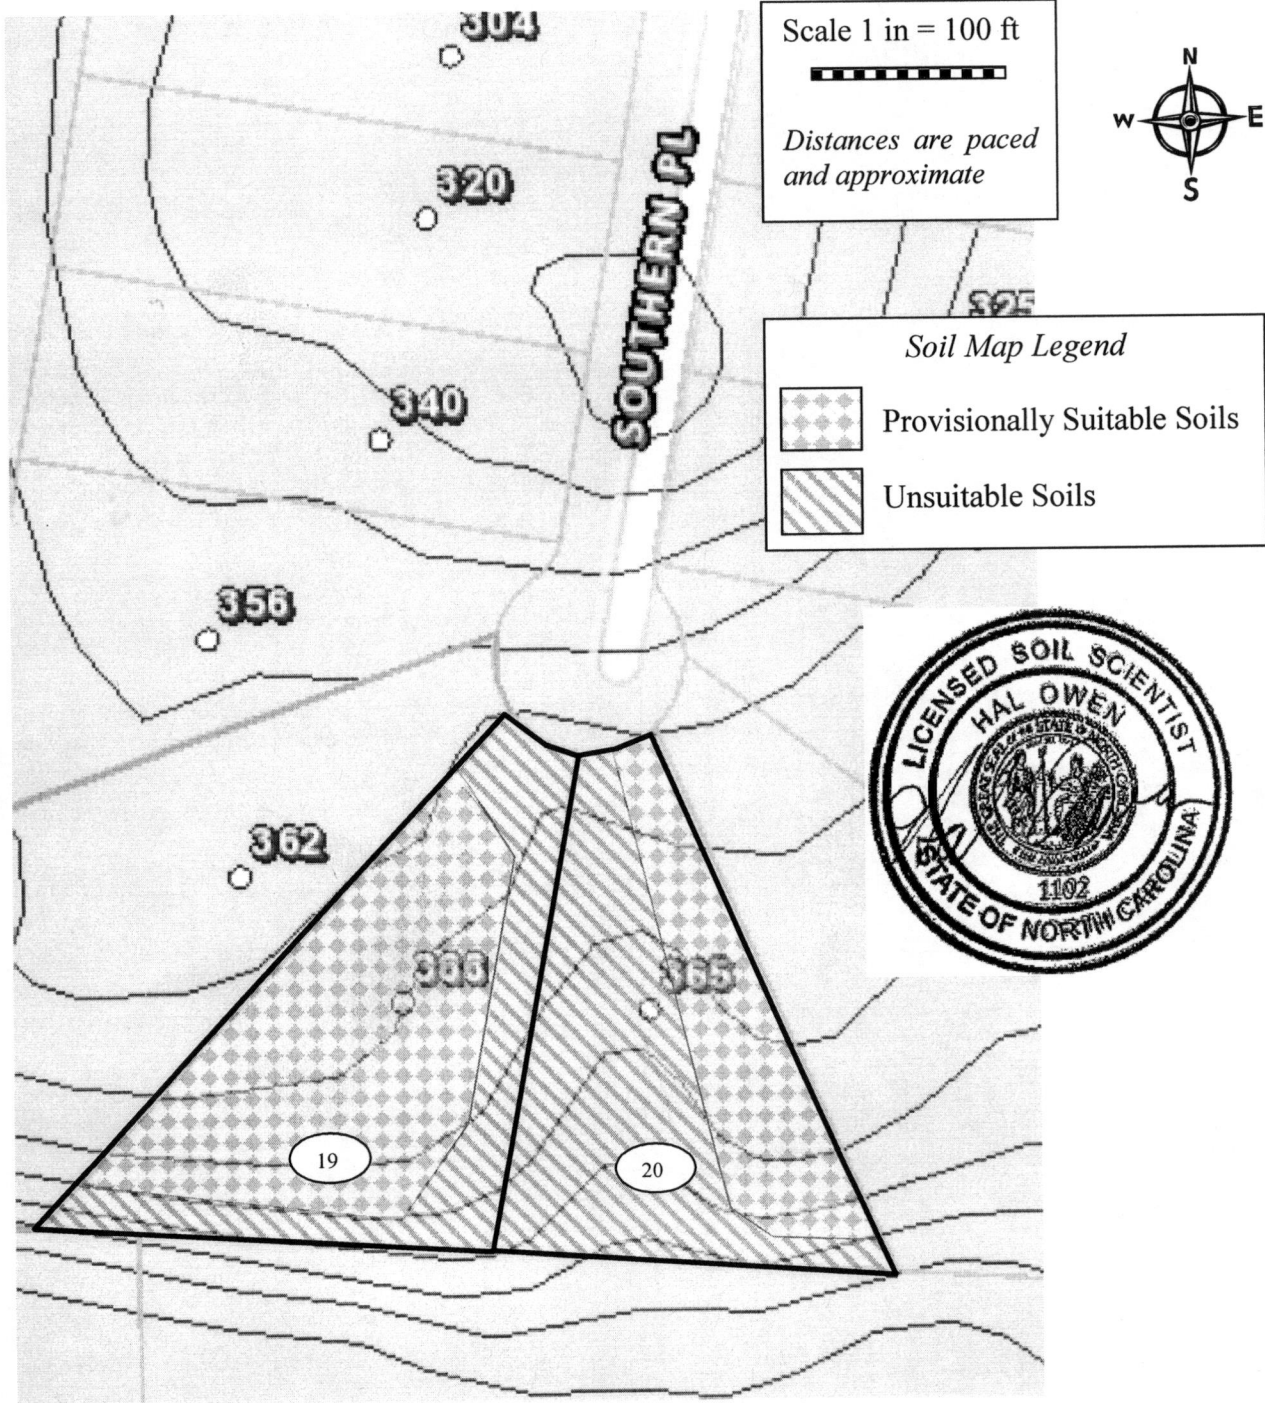 304
Scale 1 in = 100 ft
Distances are paced
and approximate
N
W
E
S
320
SOUTHERN PL
325
Soil Map Legend
Provisionally Suitable Soils
Unsuitable Soils
340
356
LICENSED SOIL SCIENTIST
HAL OWEN
1102
STATE OF NORTH CAROLINA
362
366
365
19
20